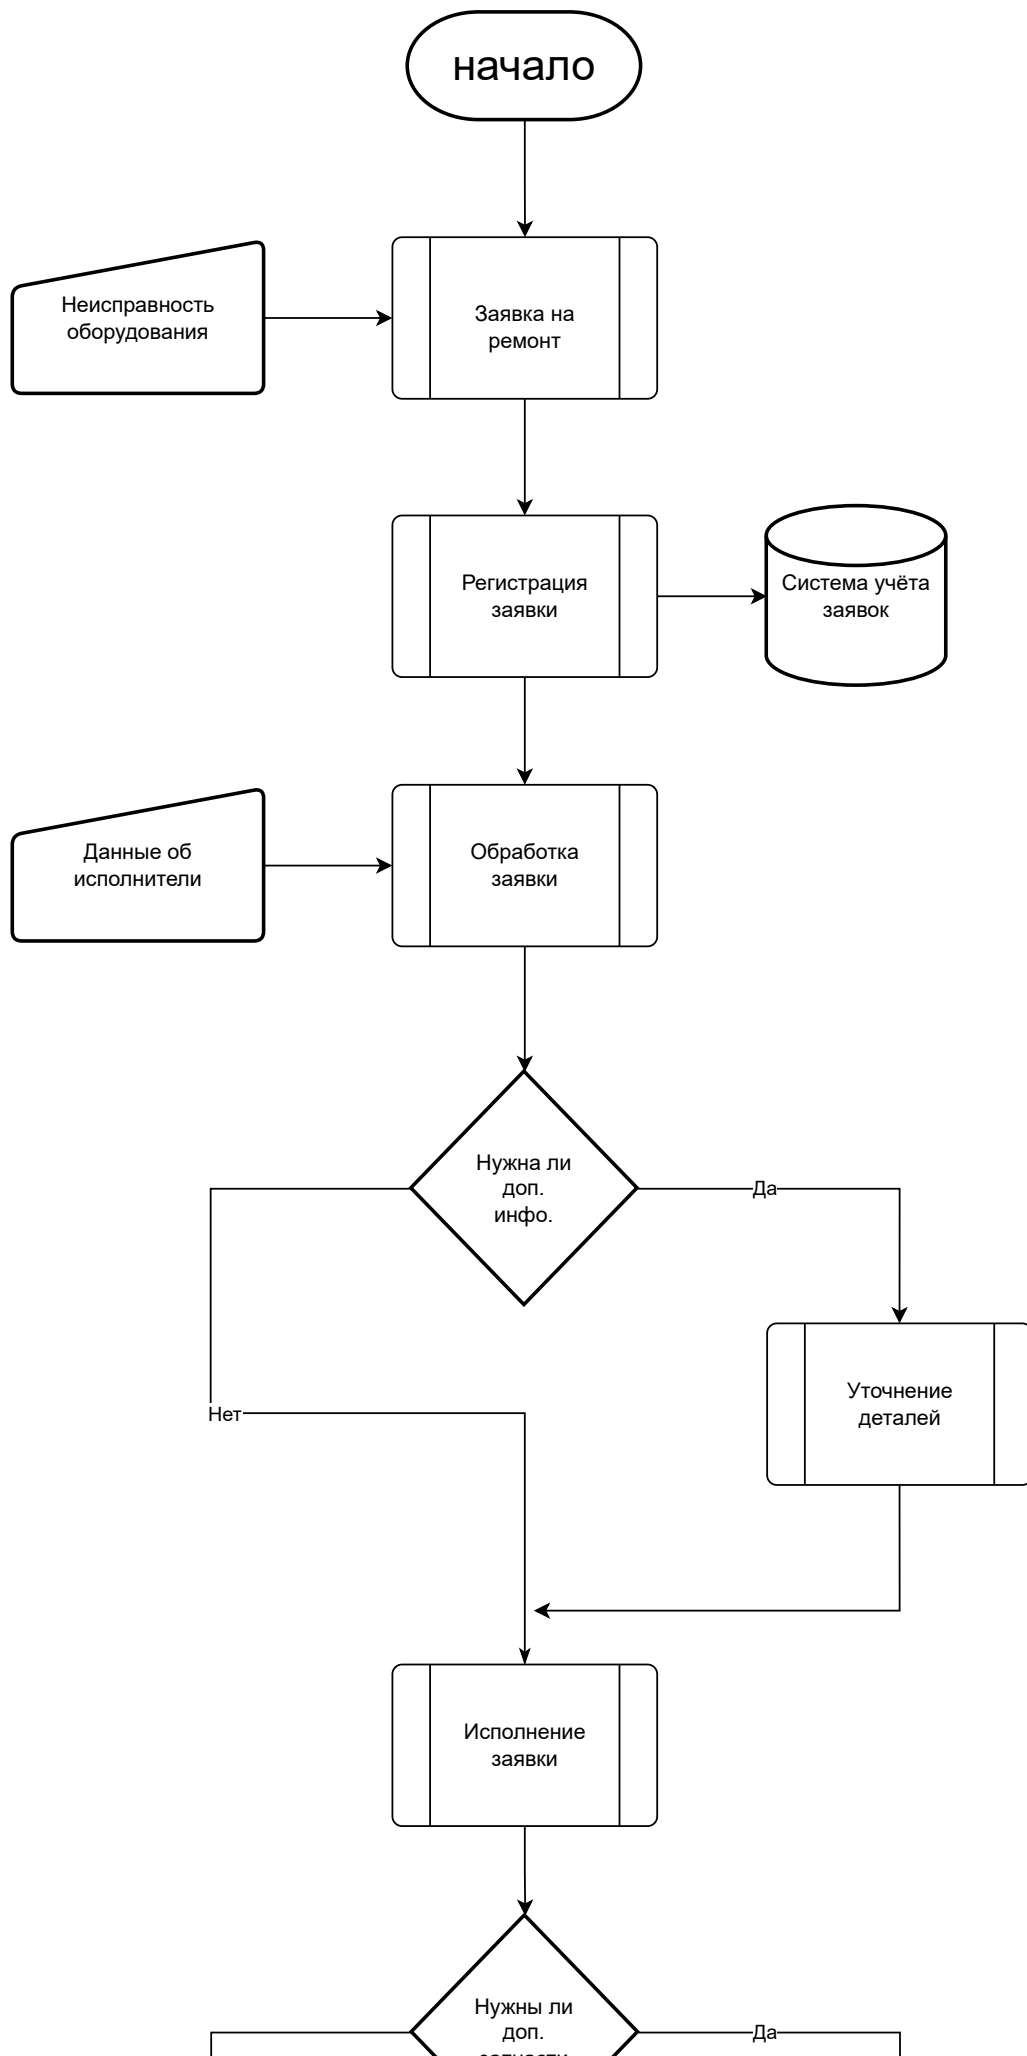 начало
Неисправность
оборудования
Заявка на
ремонт
Регистрация
заявки
Система учёта
заявок
Данные об
исполнители
Обработка
заявки
Нужна ли
доп.
инфо.
Да
Уточнение
деталей
Нет
Исполнение
заявки
Нужны ли
доп.
Да